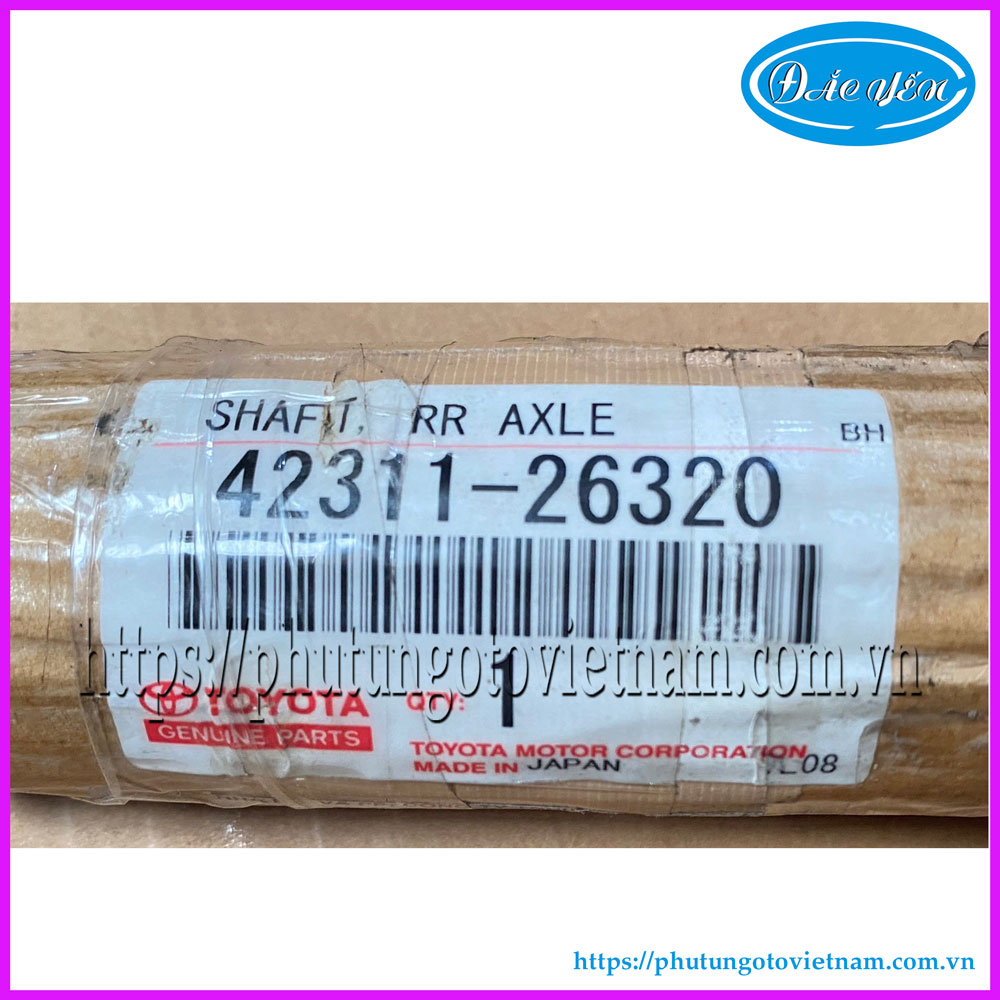 ĐẮC YẾN
SHAFT, RR AXLE
BH
42311-26320
https://phutungotovietnam.com.vn
TOYOTA
GENUINE PARTS
QTY: 1
TOYOTA MOTOR CORPORATION
MADE IN JAPAN
08
https://phutungotovietnam.com.vn